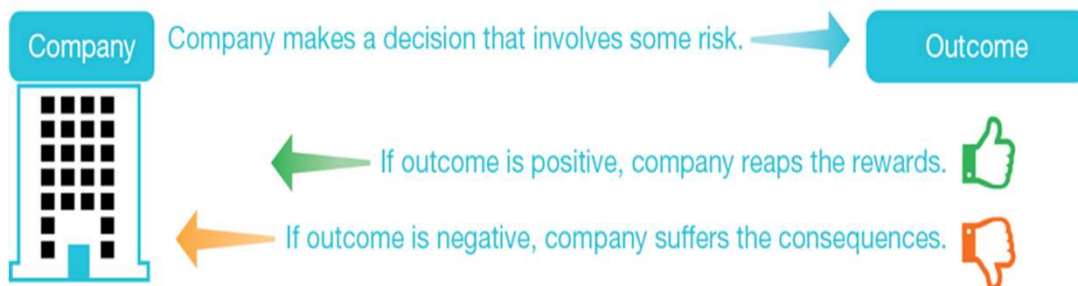 Company
Company makes a decision that involves some risk.
Outcome
If outcome is positive, company reaps the rewards.
If outcome is negative, company suffers the consequences.